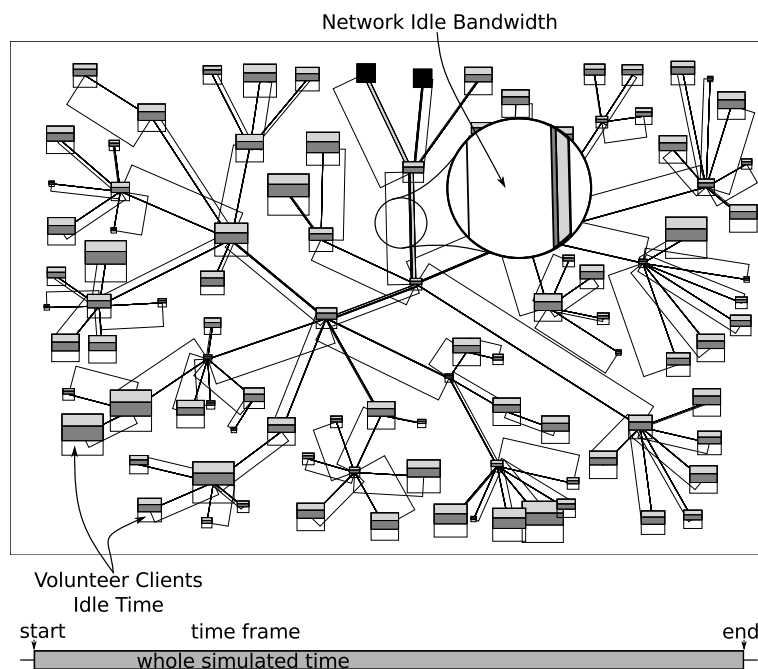 Network Idle Bandwidth
Volunteer Clients
Idle Time
start
time frame
end
whole simulated time